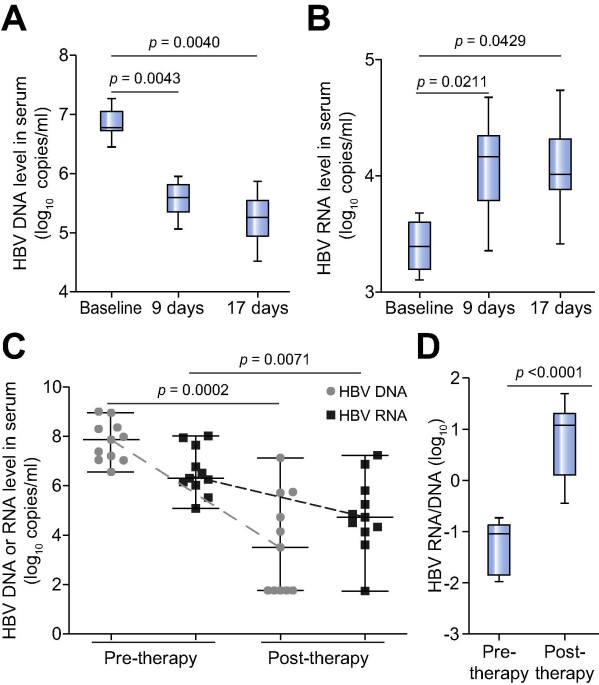 A
HBV DNA level in serum
(log10 copies/ml)
8
7
6
5
4
p = 0.0040
p = 0.0043
Baseline 9 days 17 days
B
HBV RNA level in serum
(log10 copies/ml)
5
4
3
p = 0.0429
p = 0.0211
Baseline 9 days 17 days
C
HBV DNA or RNA level in serum
(log10 copies/ml)
10
8
6
4
2
0
p = 0.0071
p = 0.0002
HBV DNA
HBV RNA
Pre-therapy Post-therapy
D
HBV RNA/DNA (log10)
2
1
0
-1
-2
-3
p <0.0001
Pre- Post-
therapy therapy